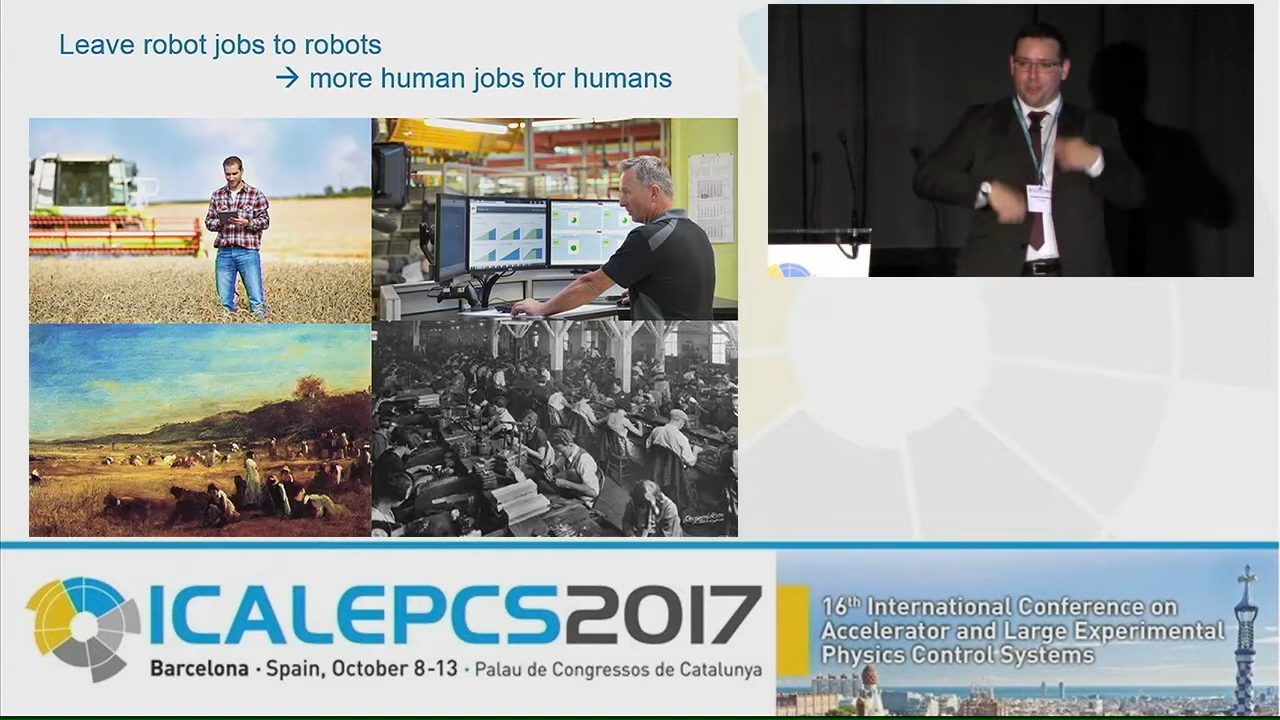 Leave robot jobs to robots
→ more human jobs for humans
ICALEPCS2017
Barcelona · Spain, October 8-13 · Palau de Congressos de Catalunya
16th International Conference on
Accelerator and Large Experimental
Physics Control Systems